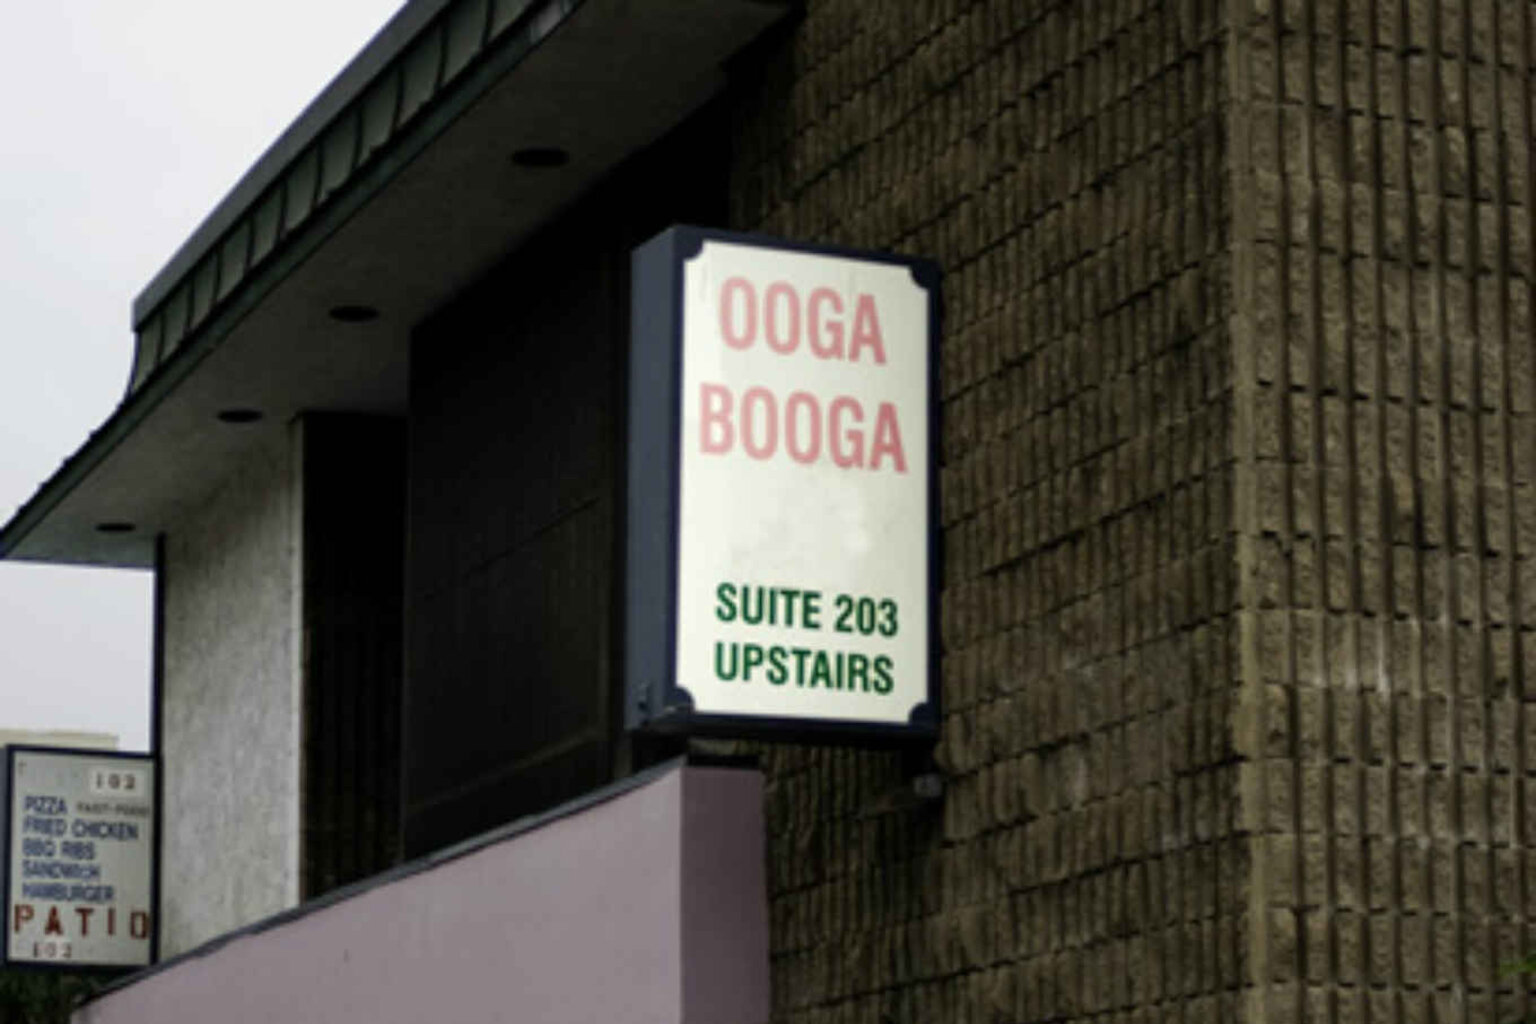 OOGA
BOOGA
SUITE 203
UPSTAIRS
102
PIZZA FAST-FOOD
FRIED CHICKEN
BBQ RIBS
SANDWICH
HAMBURGER
PATIO
102